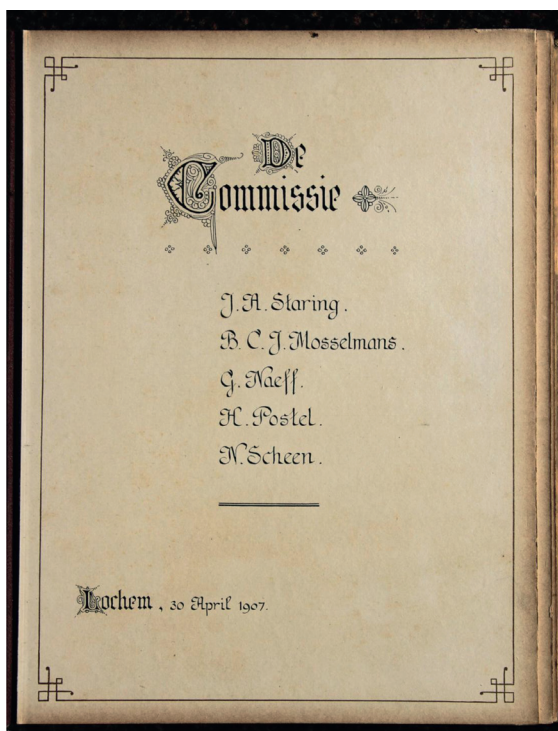 De
Commissie
J. A. Staring.
B. C. J. Mosselmans.
G. Naeff.
H. Postel.
N. Scheen.
Lochem, 30 April 1907.